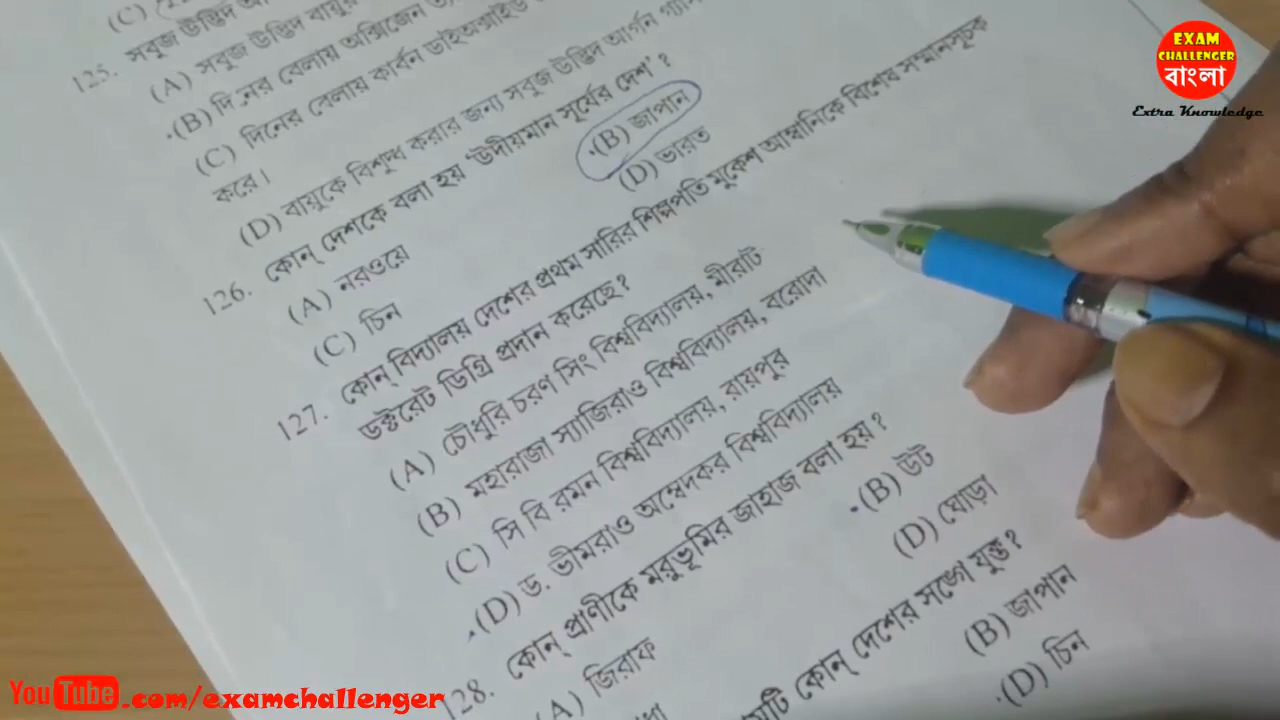 (C)
125. সবুজ উদ্ভিদ
(A) সবুজ উদ্ভিদ বায়ুর
(B) দিনের বেলায় অক্সিজেন
(C) দিনের বেলায় কার্বন ডাইঅক্সাইড
করে।
(D) বায়ুকে বিশুদ্ধ করার জন্য সবুজ উদ্ভিদ আর্গন গ্যাস
126. কোন্ দেশকে বলা হয় 'উদীয়মান সূর্যের দেশ'?
(A) নরওয়ে (B) জাপান
(C) চিন (D) ভারত
127. কোন্ বিদ্যালয় দেশের প্রথম সারির শিল্পপতি মুকেশ আম্বানিকে বিশেষ সম্মানসূচক
ডক্টরেট ডিগ্রি প্রদান করেছে?
(A) চৌধুরি চরণ সিং বিশ্ববিদ্যালয়, মীরাট
(B) মহারাজা স্যাজিরাও বিশ্ববিদ্যালয়, বরোদা
(C) সি বি রমন বিশ্ববিদ্যালয়, রায়পুর
(D) ড. ভীমরাও অম্বেদকর বিশ্ববিদ্যালয়
128. কোন্ প্রাণীকে মরুভূমির জাহাজ বলা হয়?
(A) জিরাফ (B) উট
(D) ঘোড়া
কোন্ দেশের সঙ্গে যুক্ত?
(B) জাপান
(D) চিন
EXAM
CHALLENGER
বাংলা
Extra Knowledge
YouTube.com/examchallenger